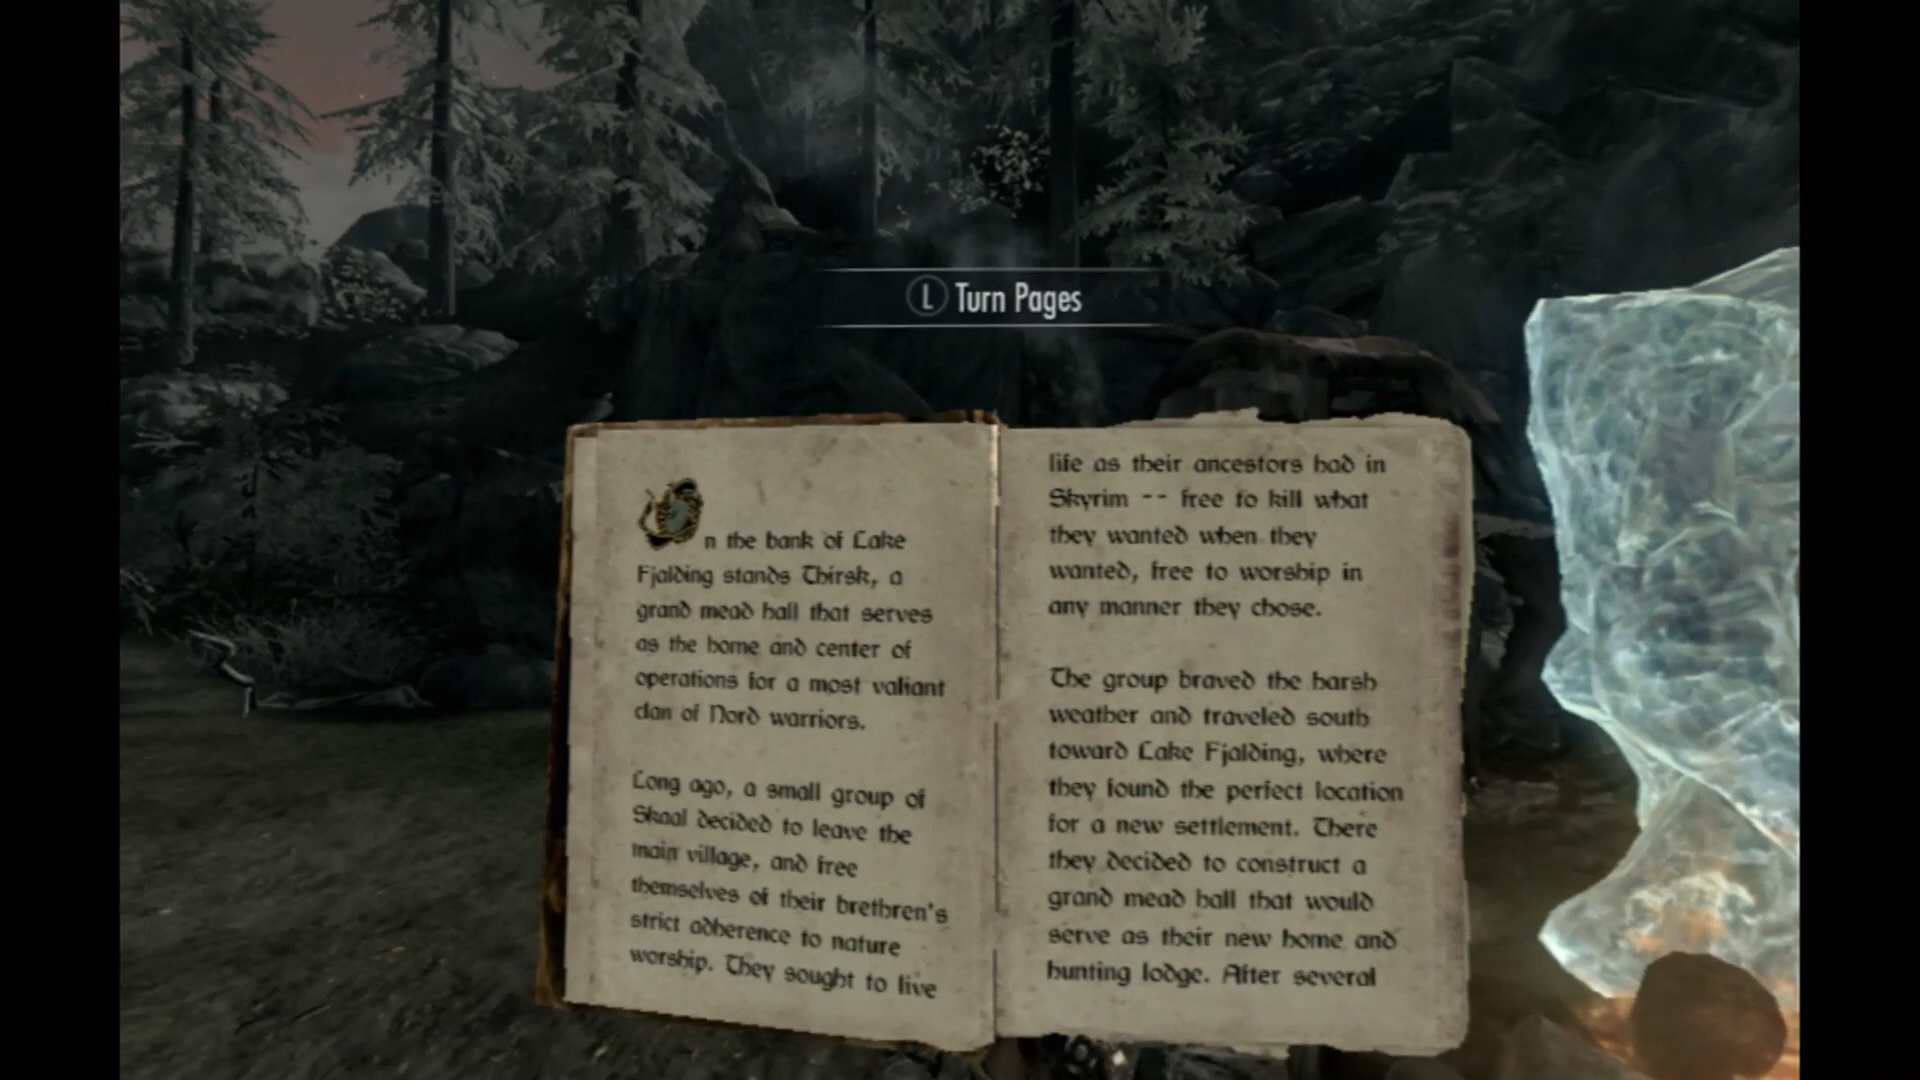 L Turn Pages
On the bank of Lake
Fjalding stands Thirsk, a
grand mead hall that serves
as the home and center of
operations for a most valiant
clan of Nord warriors.
Long ago, a small group of
Skaal decided to leave the
main village, and free
themselves of their brethren's
strict adherence to nature
worship. They sought to live
life as their ancestors had in
Skyrim -- free to kill what
they wanted when they
wanted, free to worship in
any manner they chose.
The group braved the harsh
weather and traveled south
toward Lake Fjalding, where
they found the perfect location
for a new settlement. There
they decided to construct a
grand mead hall that would
serve as their new home and
hunting lodge. After several